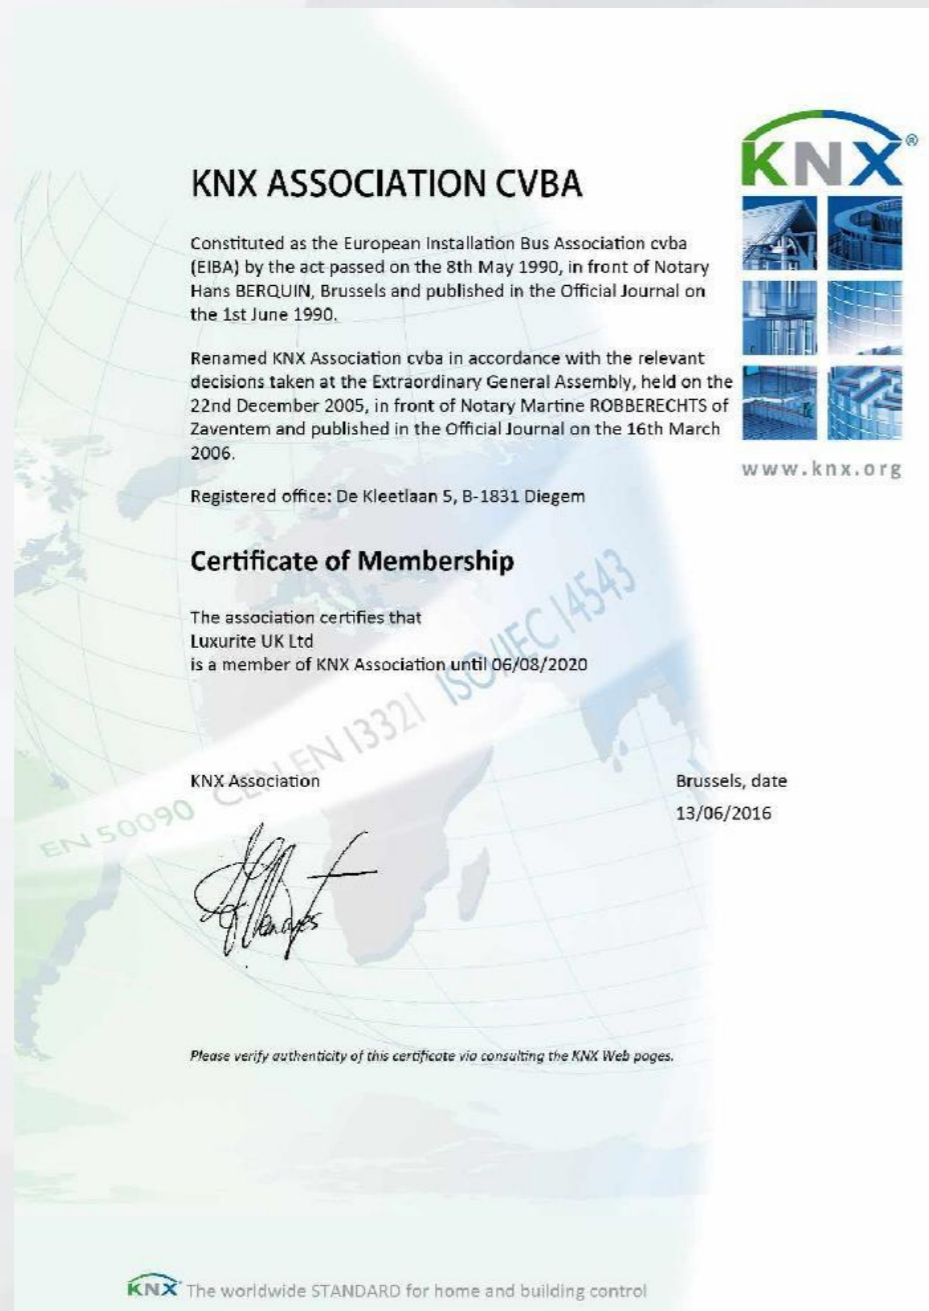 KNX®
KNX ASSOCIATION CVBA
Constituted as the European Installation Bus Association cvba
(EIBA) by the act passed on the 8th May 1990, in front of Notary
Hans BERQUIN, Brussels and published in the Official Journal on
the 1st June 1990.
Renamed KNX Association cvba in accordance with the relevant
decisions taken at the Extraordinary General Assembly, held on the
22nd December 2005, in front of Notary Martine ROBBERECHTS of
Zaventem and published in the Official Journal on the 16th March
2006.
www.knx.org
Registered office: De Kleetlaan 5, B-1831 Diegem
Certificate of Membership
The association certifies that
Luxurite UK Ltd
is a member of KNX Association until 06/08/2020
EN 50090 CEN EN 13321 ISO/IEC 14543
KNX Association
Brussels, date
13/06/2016
Please verify authenticity of this certificate via consulting the KNX Web pages.
KNX The worldwide STANDARD for home and building control